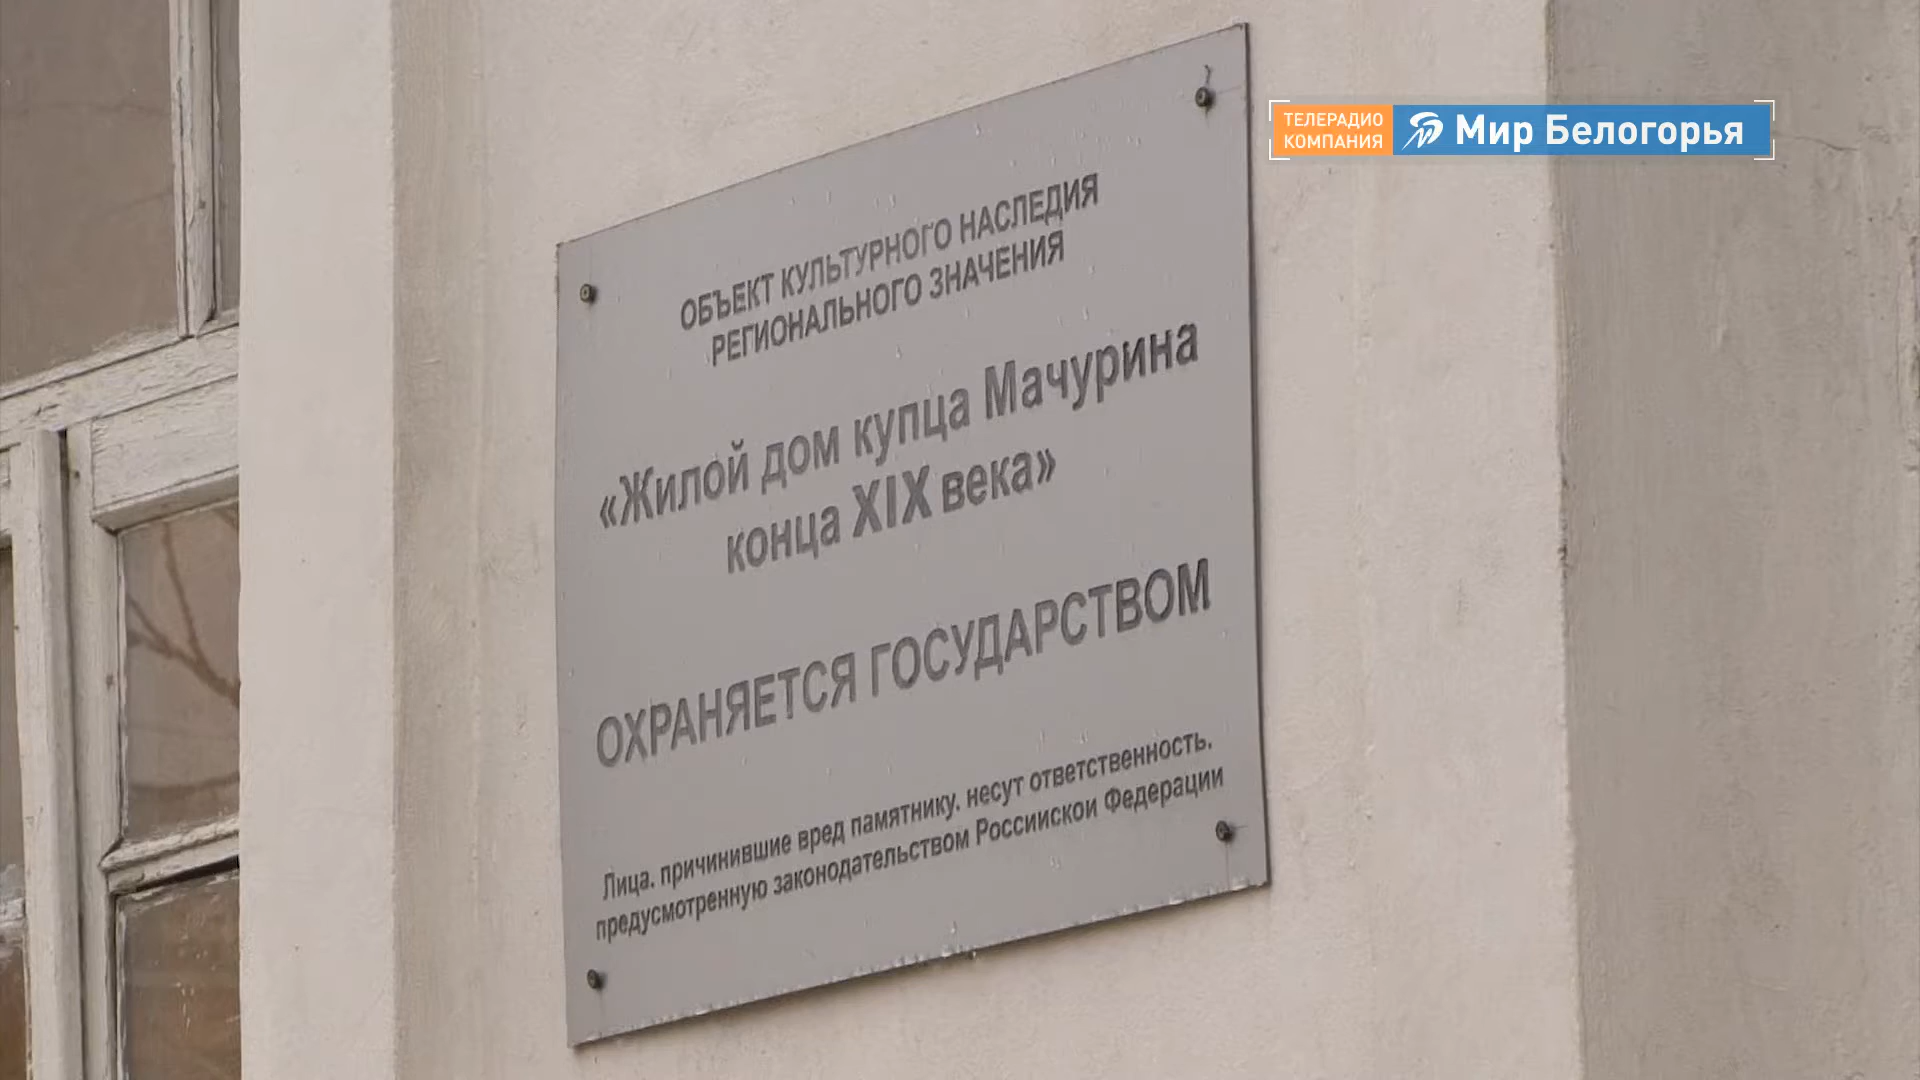 ТЕЛЕРАДИО
КОМПАНИЯ
Мир Белогорья
ОБЪЕКТ КУЛЬТУРНОГО НАСЛЕДИЯ
РЕГИОНАЛЬНОГО ЗНАЧЕНИЯ
«Жилой дом купца Мачурина
конца XIX века»
ОХРАНЯЕТСЯ ГОСУДАРСТВОМ
Лица, причинившие вред памятнику, несут ответственность,
предусмотренную законодательством Российской Федерации